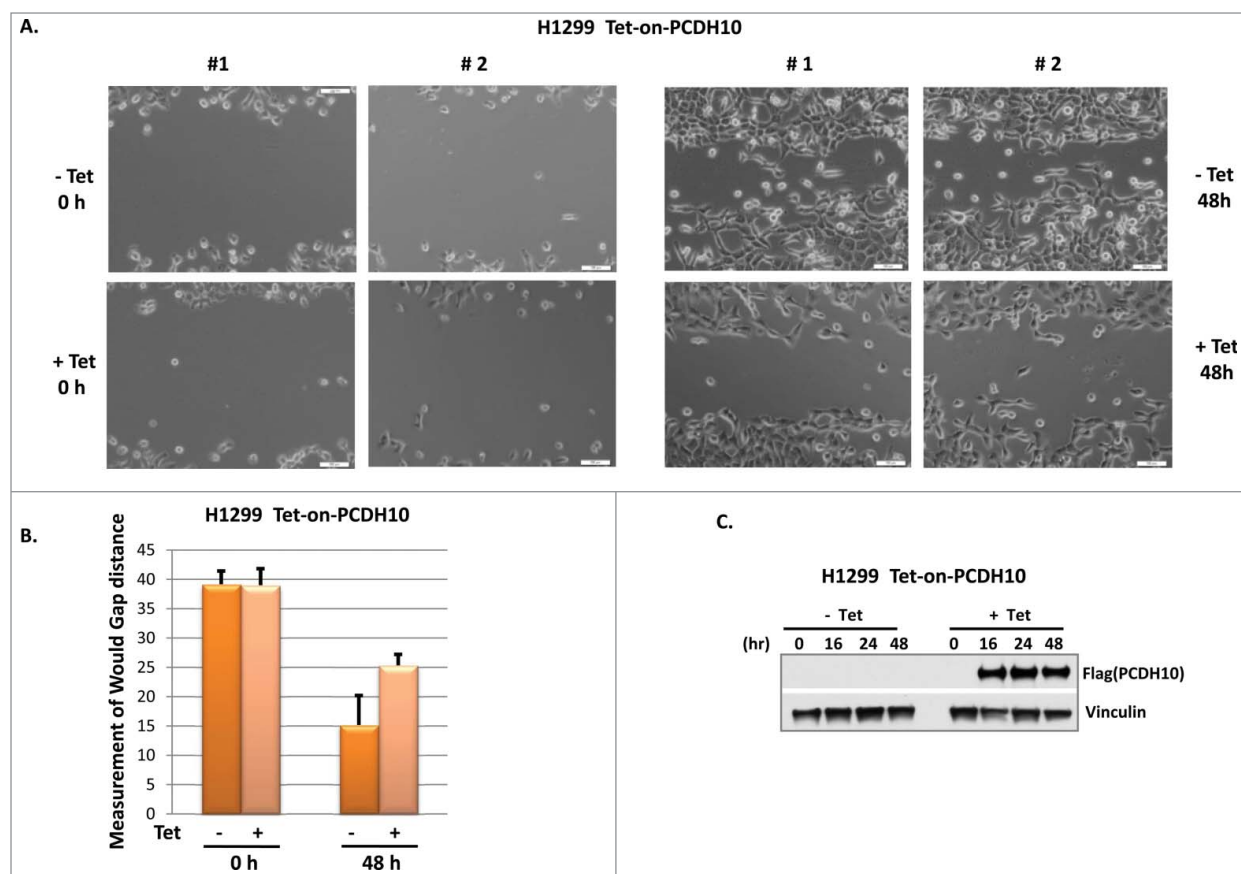 A.
H1299 Tet-on-PCDH10
#1
# 2
# 1
# 2
- Tet
0 h
- Tet
48h
+ Tet
0 h
+ Tet
48h
B.
H1299 Tet-on-PCDH10
Measurement of Would Gap distance
45
40
35
30
25
20
15
10
5
0
Tet - + - +
0 h 48 h
C.
H1299 Tet-on-PCDH10
- Tet + Tet
(hr) 0 16 24 48 0 16 24 48
Flag(PCDH10)
Vinculin